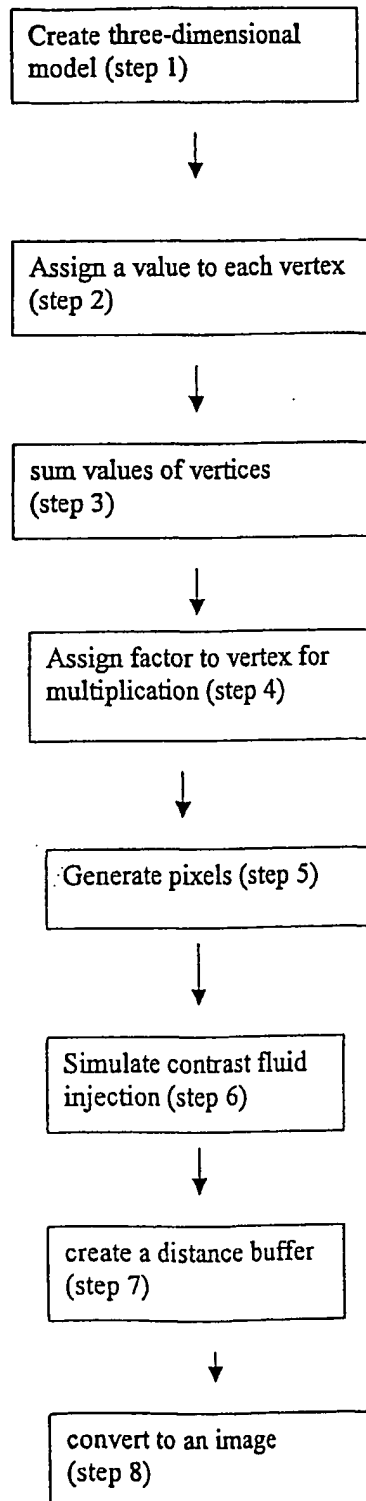 Create three-dimensional
model (step 1)
Assign a value to each vertex
(step 2)
sum values of vertices
(step 3)
Assign factor to vertex for
multiplication (step 4)
Generate pixels (step 5)
Simulate contrast fluid
injection (step 6)
create a distance buffer
(step 7)
convert to an image
(step 8)